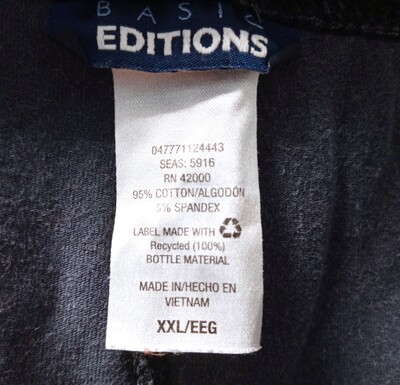 BASIC
EDITIONS
047771124443
SEAS: 5916
RN 42000
95% COTTON/ALGODÓN
5% SPANDEX
LABEL MADE WITH
Recycled (100%)
BOTTLE MATERIAL
MADE IN/HECHO EN
VIETNAM
XXL/EEG